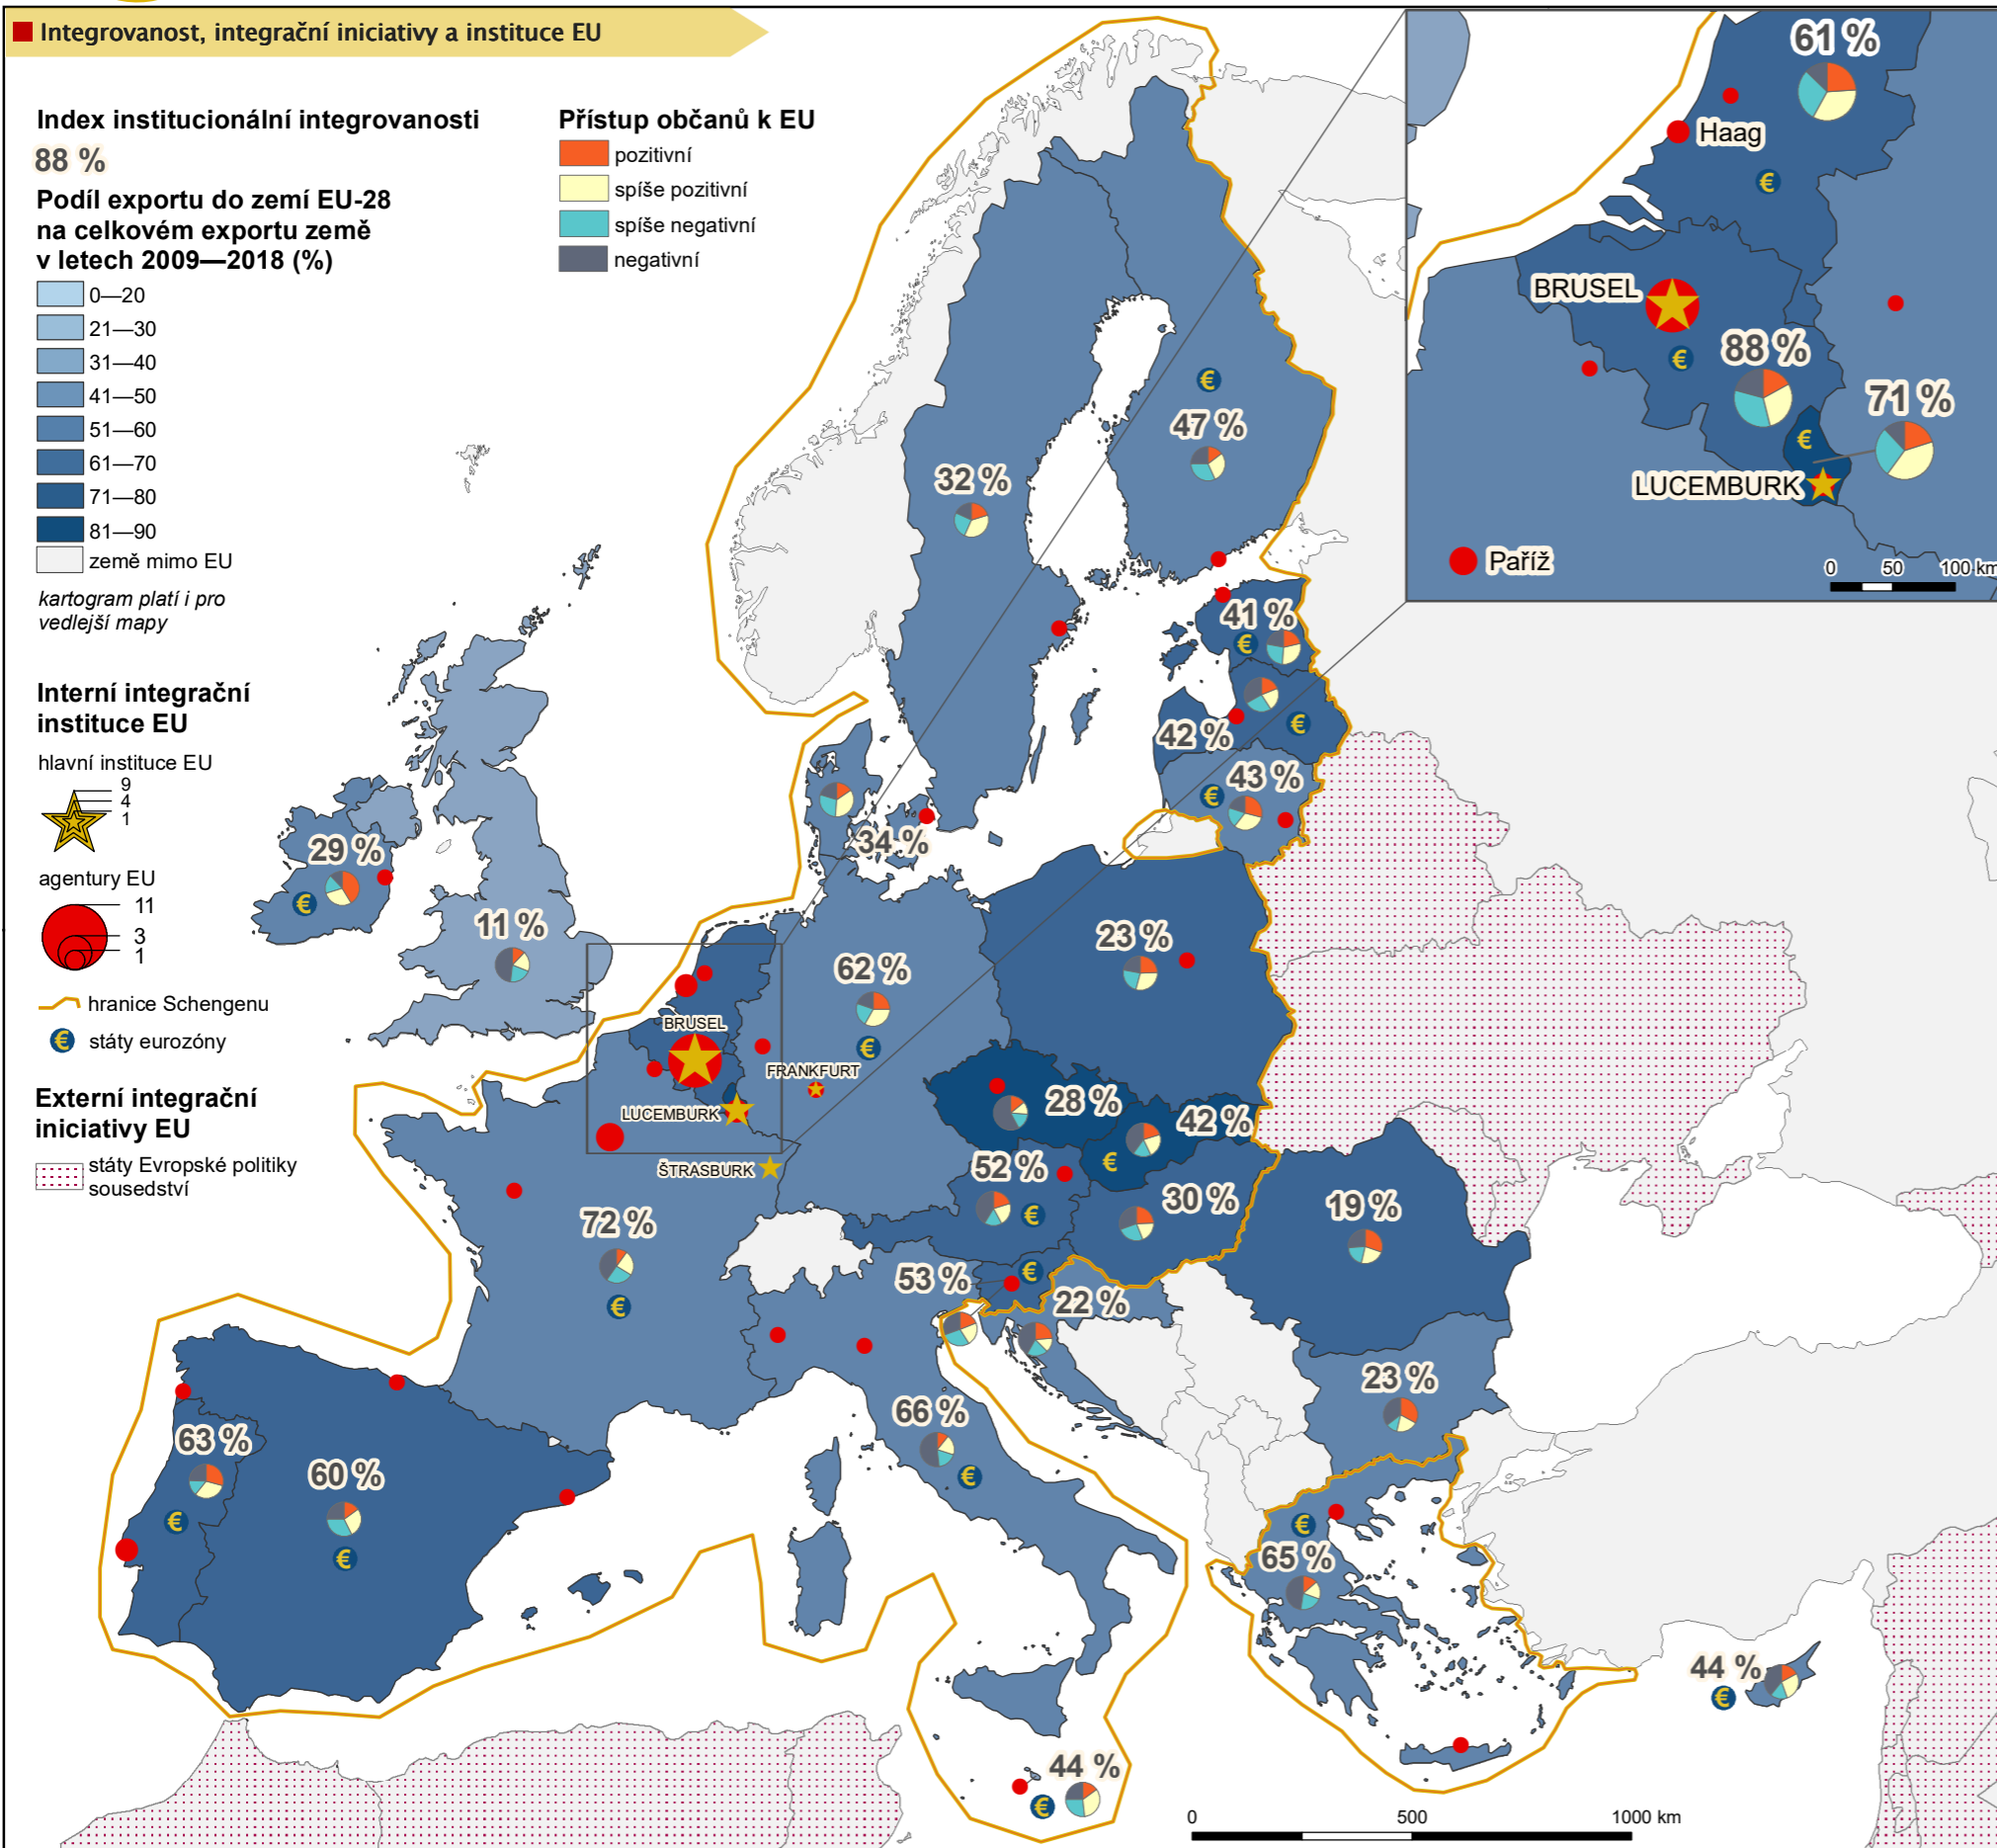 Integrovanost, integrační iniciativy a instituce EU
Index institucionální integrovanosti
88 %
Podíl exportu do zemí EU-28
na celkovém exportu země
v letech 2009—2018 (%)
0—20
21—30
31—40
41—50
51—60
61—70
71—80
81—90
země mimo EU
kartogram platí i pro
vedlejší mapy
Interní integrační
instituce EU
hlavní instituce EU
9
4
1
agentury EU
11
3
1
hranice Schengenu
€ státy eurozóny
Externí integrační
iniciativy EU
státy Evropské politiky
sousedství
Přístup občanů k EU
pozitivní
spíše pozitivní
spíše negativní
negativní
61 %
Haag
€
BRUSEL
€
88 %
71 %
€
LUCEMBURK
Paříž
0 50 100 km
€
47 %
32 %
41 %
€
42 %
€
43 %
€
34 %
29 %
€
11 %
23 %
62 %
€
BRUSEL
FRANKFURT
LUCEMBURK
ŠTRASBURK
28 %
42 %
€
52 %
€
30 %
19 %
72 %
€
53 %
€
22 %
23 %
66 %
€
63 %
€
60 %
€
€
65 %
44 %
€
44 %
€
0 500 1000 km